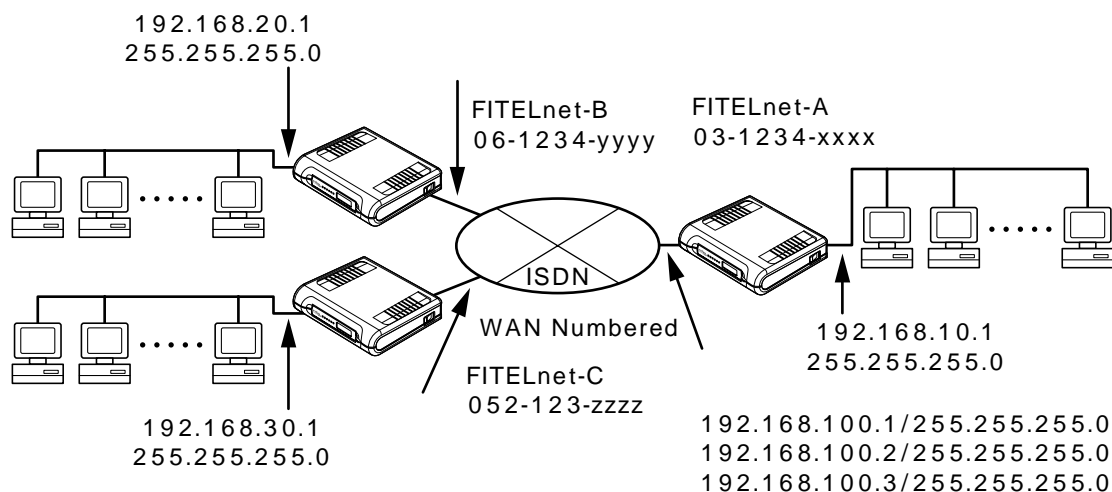 192.168.20.1
255.255.255.0
FITELnet-B
06-1234-yyyy
FITELnet-A
03-1234-xxxx
ISDN
WAN Numbered
192.168.10.1
255.255.255.0
FITELnet-C
052-123-zzzz
192.168.30.1
255.255.255.0
192.168.100.1/255.255.255.0
192.168.100.2/255.255.255.0
192.168.100.3/255.255.255.0